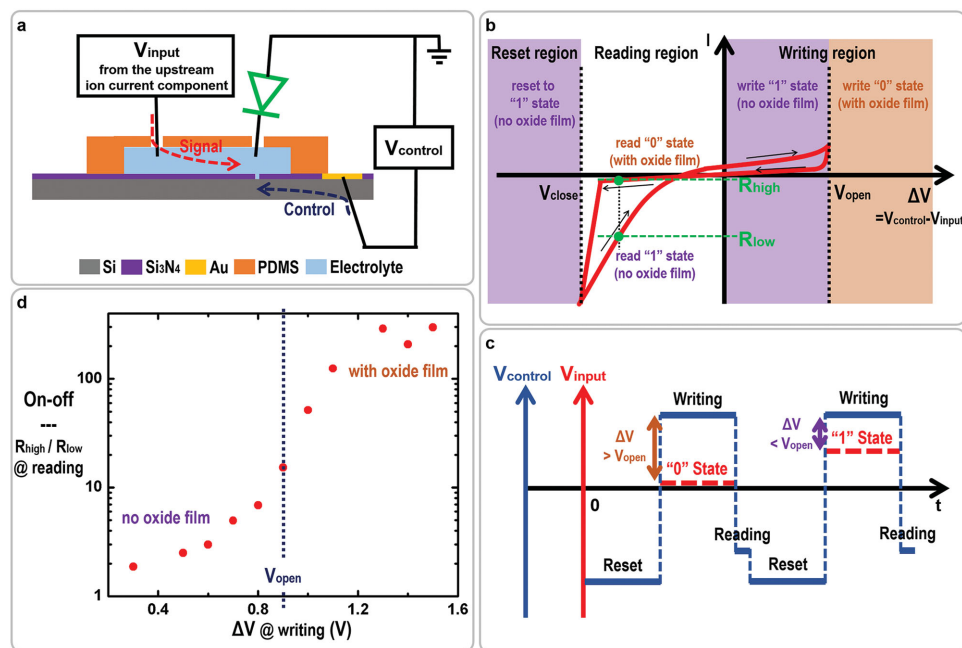 a
Vinput
from the upstream
ion current component
Vcontrol
Signal
Control
Si
Si3N4
Au
PDMS
Electrolyte
b
Reset region
Reading region
I
Writing region
reset to
"1" state
(no oxide film)
write "1" state
(no oxide film)
write "0" state
(with oxide film)
read "0" state
(with oxide film)
Vclose
Rhigh
Vopen
ΔV
=Vcontrol-Vinput
Rlow
read "1" state
(no oxide film)
c
Vcontrol
Vinput
Writing
Writing
ΔV
> Vopen
ΔV
< Vopen
"0" State
"1" State
0
t
Reading
Reading
Reset
Reset
d
100
10
1
On-off
---
Rhigh / Rlow
@ reading
with oxide film
no oxide film
Vopen
0.4
0.8
1.2
1.6
ΔV @ writing (V)